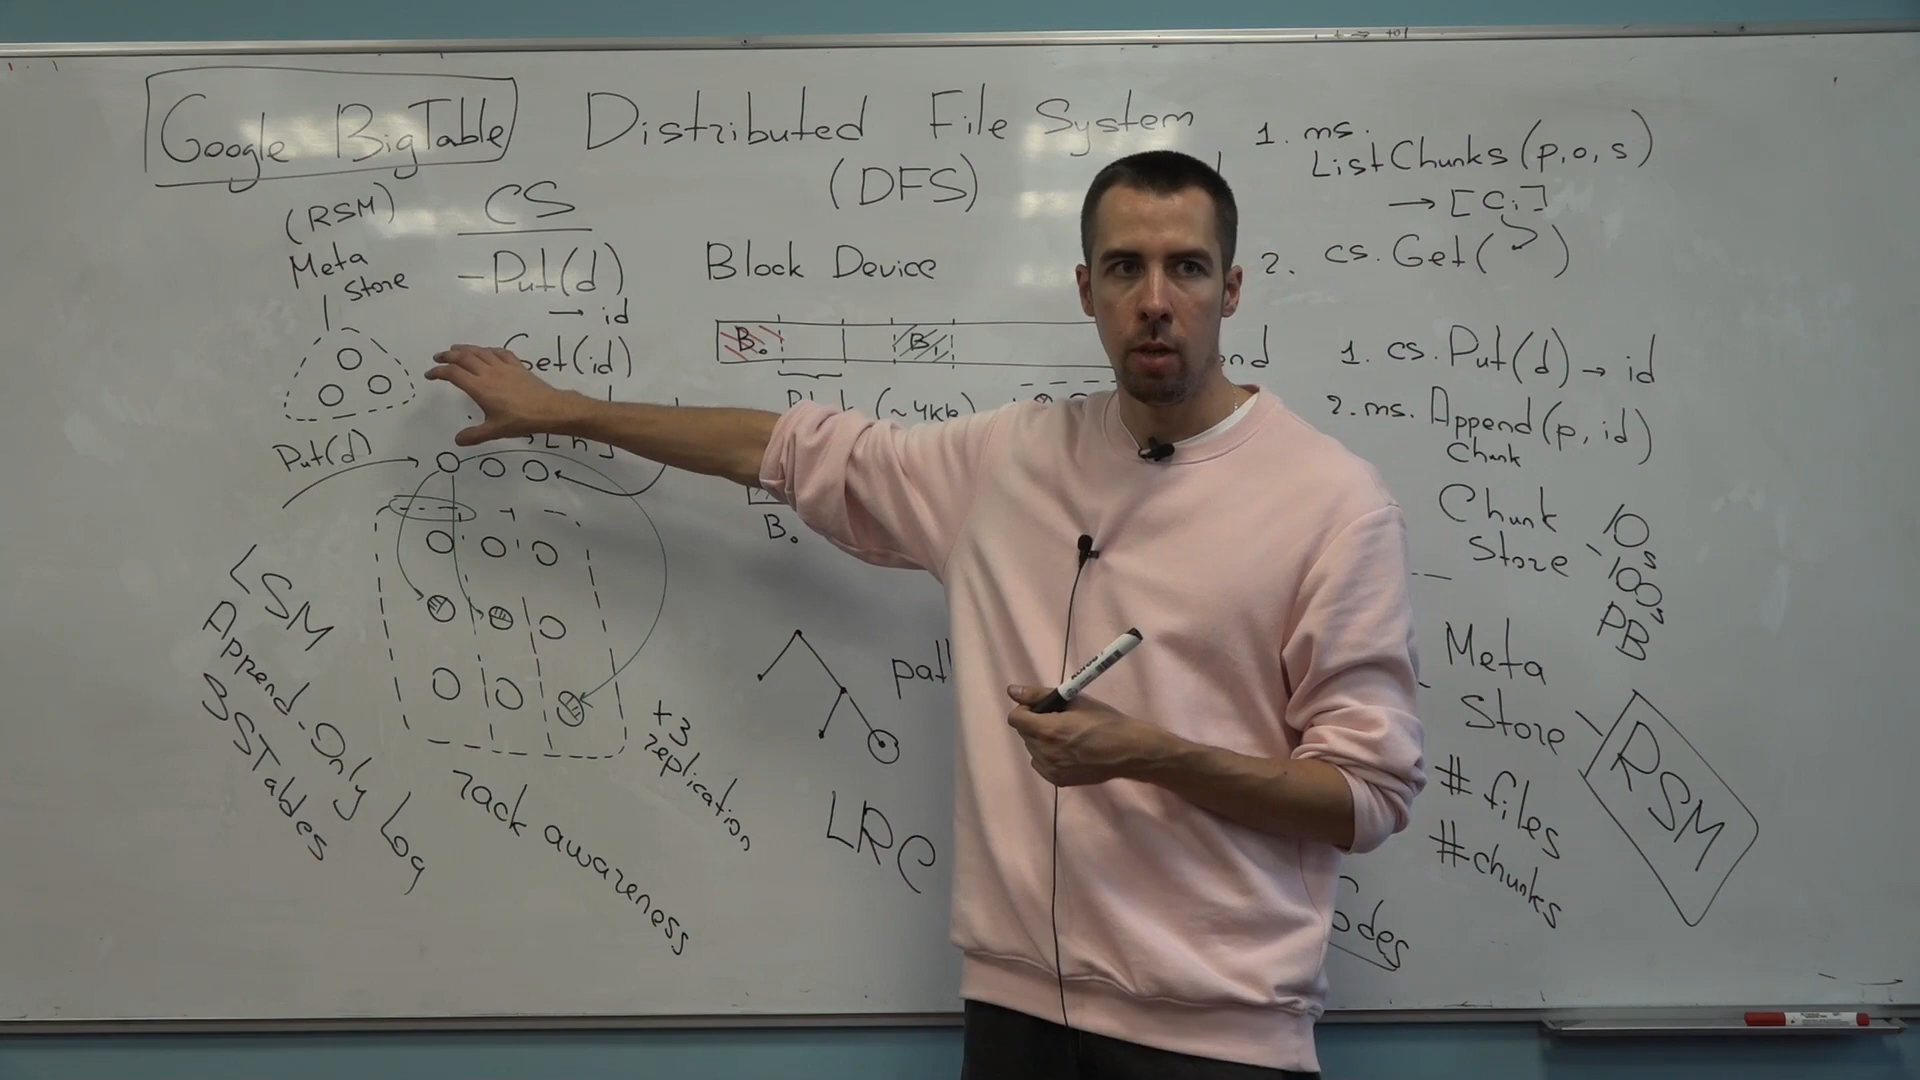 Google BigTable
Distributed File System
(DFS)
(RSM)
Meta
Store
CS
-Put(d)
→ id
Get(id)
Put(d)
Block Device
B₀
B₁
(~4kb)
B₀
1. ms.
ListChunks(p,o,s)
→ [Ci]
2. cs.Get( )
1. cs.Put(d) → id
2. ms.Append(p, id)
Chunk
Chunk
Store
10s
100s
PB
Meta
Store
RSM
# files
#chunks
LSM
Append-Only Log
SSTables
rack awareness
+3
replication
LRC